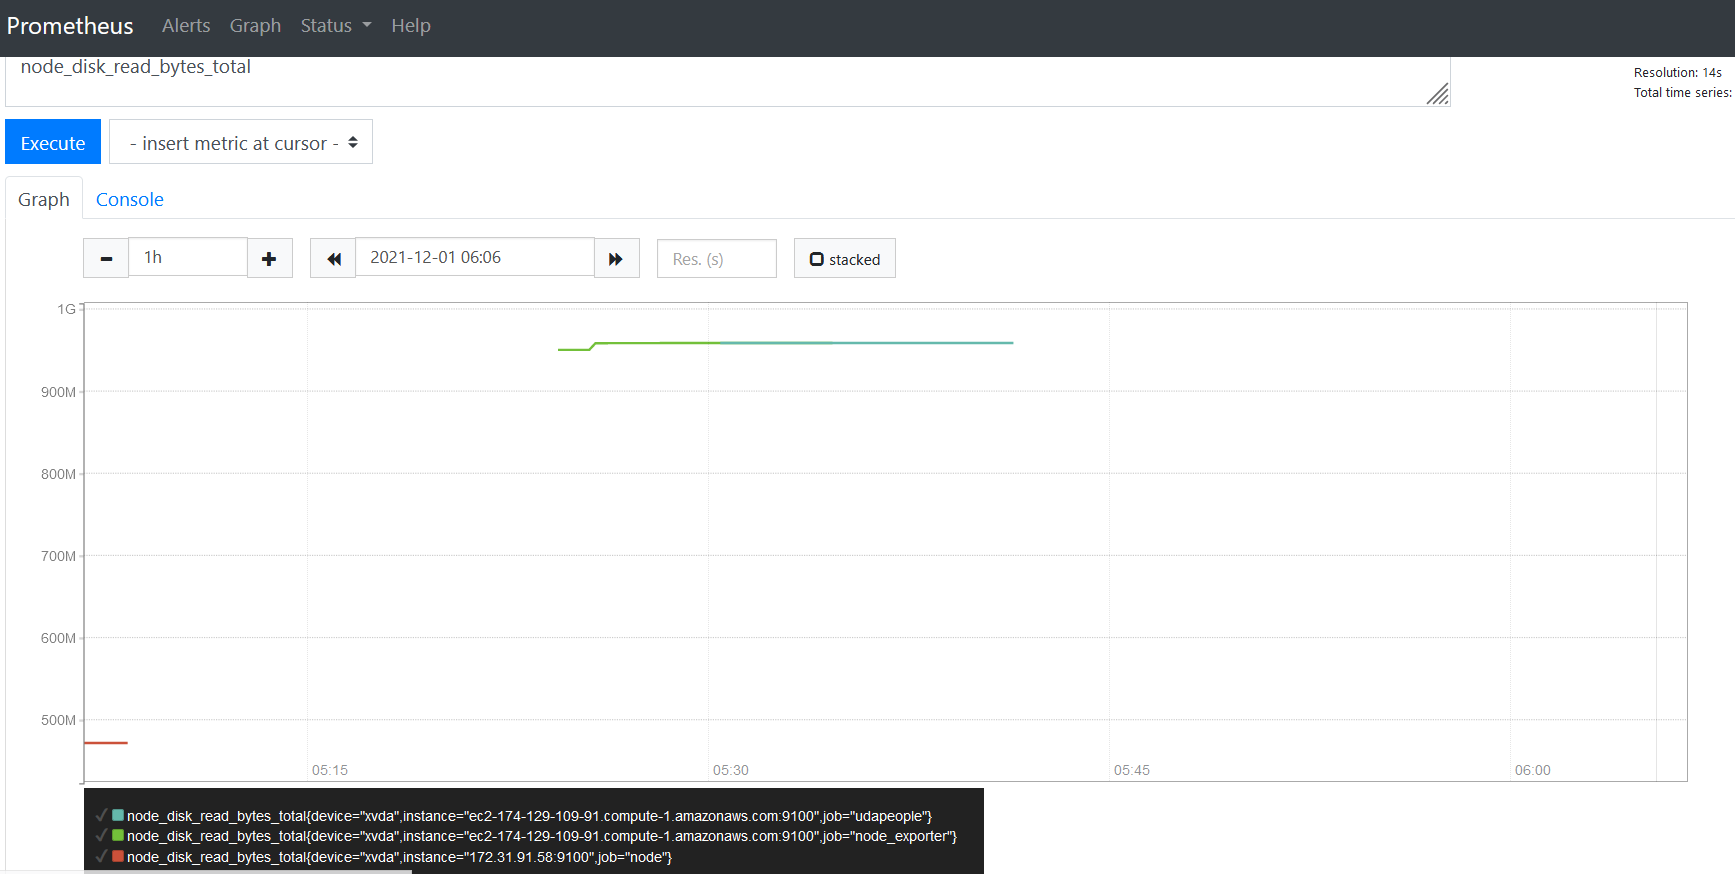 Prometheus Alerts Graph Status Help
node_disk_read_bytes_total
Resolution: 14s
Total time series:
Execute - insert metric at cursor -
Graph Console
1h 2021-12-01 06:06 Res. (s) stacked
1G
900M
800M
700M
600M
500M
05:15 05:30 05:45 06:00
node_disk_read_bytes_total{device="xvda",instance="ec2-174-129-109-91.compute-1.amazonaws.com:9100",job="udapeople"}
node_disk_read_bytes_total{device="xvda",instance="ec2-174-129-109-91.compute-1.amazonaws.com:9100",job="node_exporter"}
node_disk_read_bytes_total{device="xvda",instance="172.31.91.58:9100",job="node"}